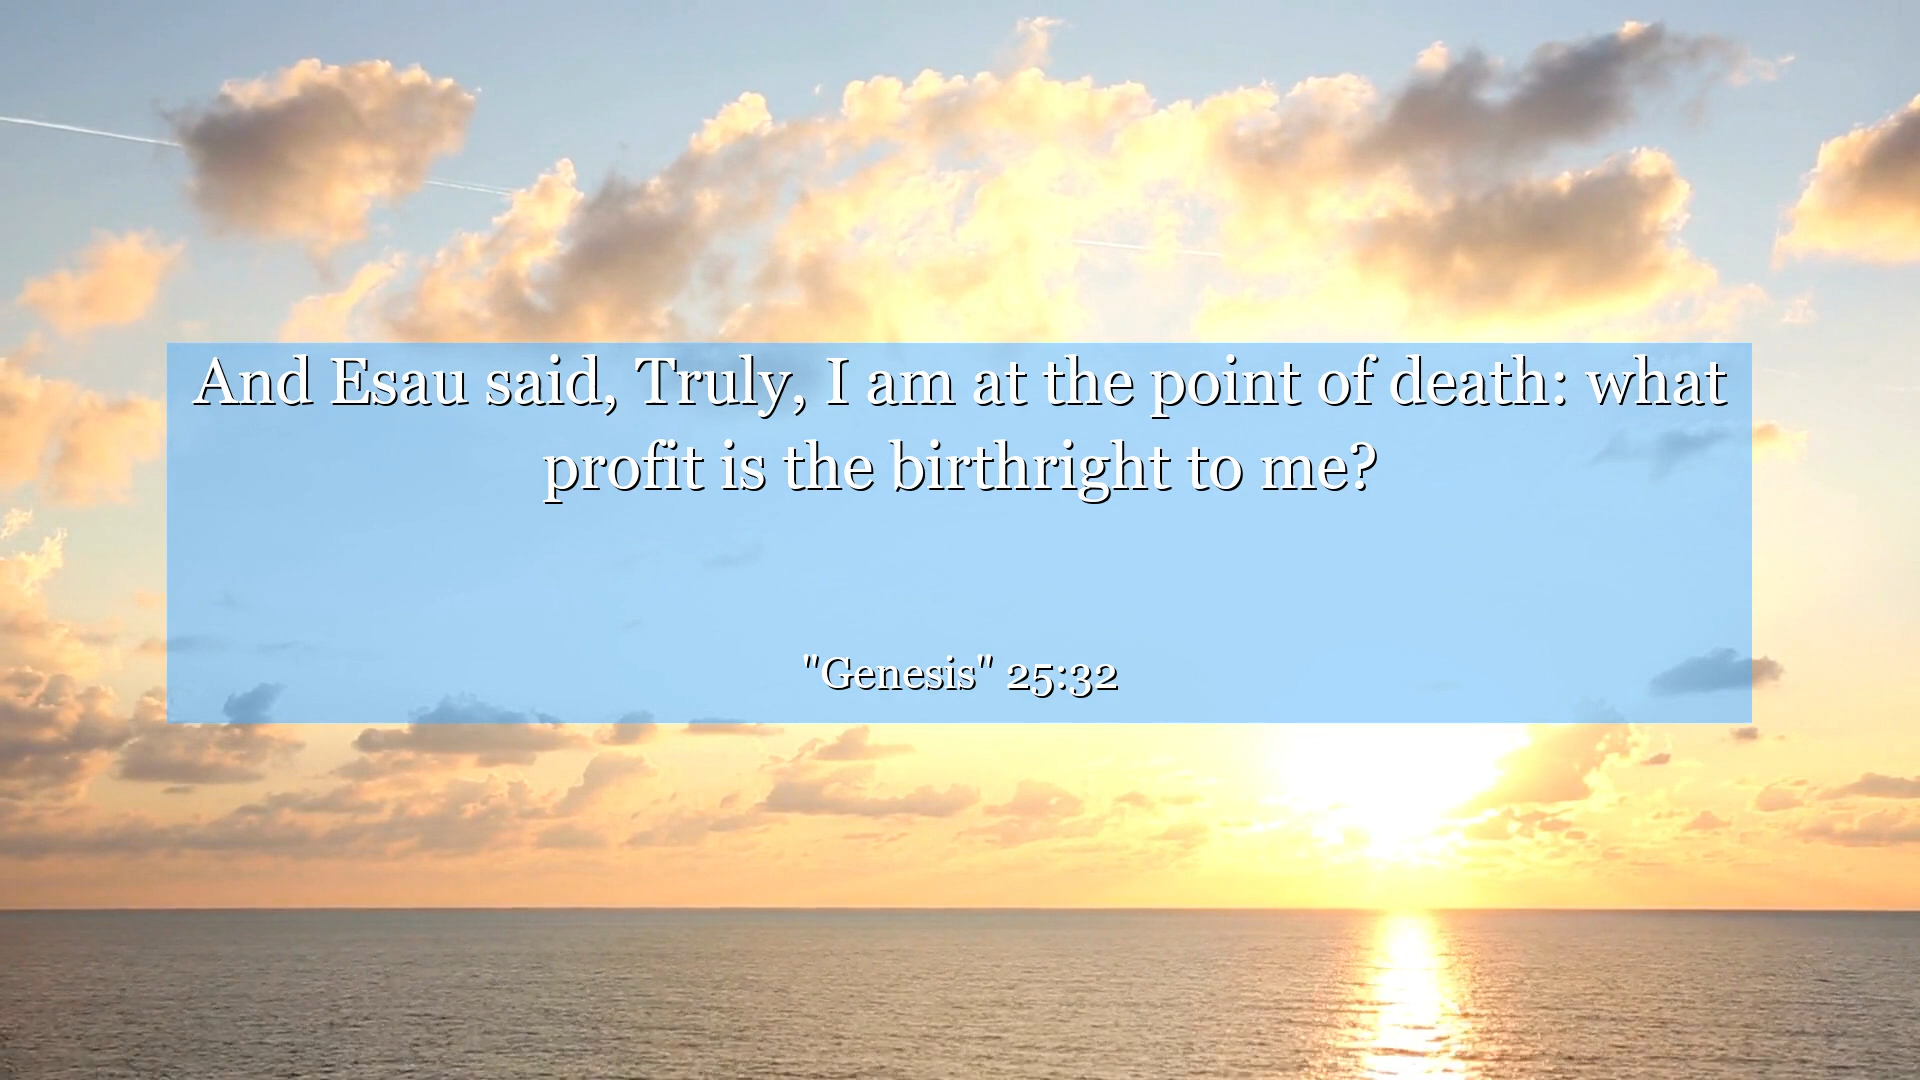 And Esau said, Truly, I am at the point of death: what
profit is the birthright to me?
"Genesis" 25:32